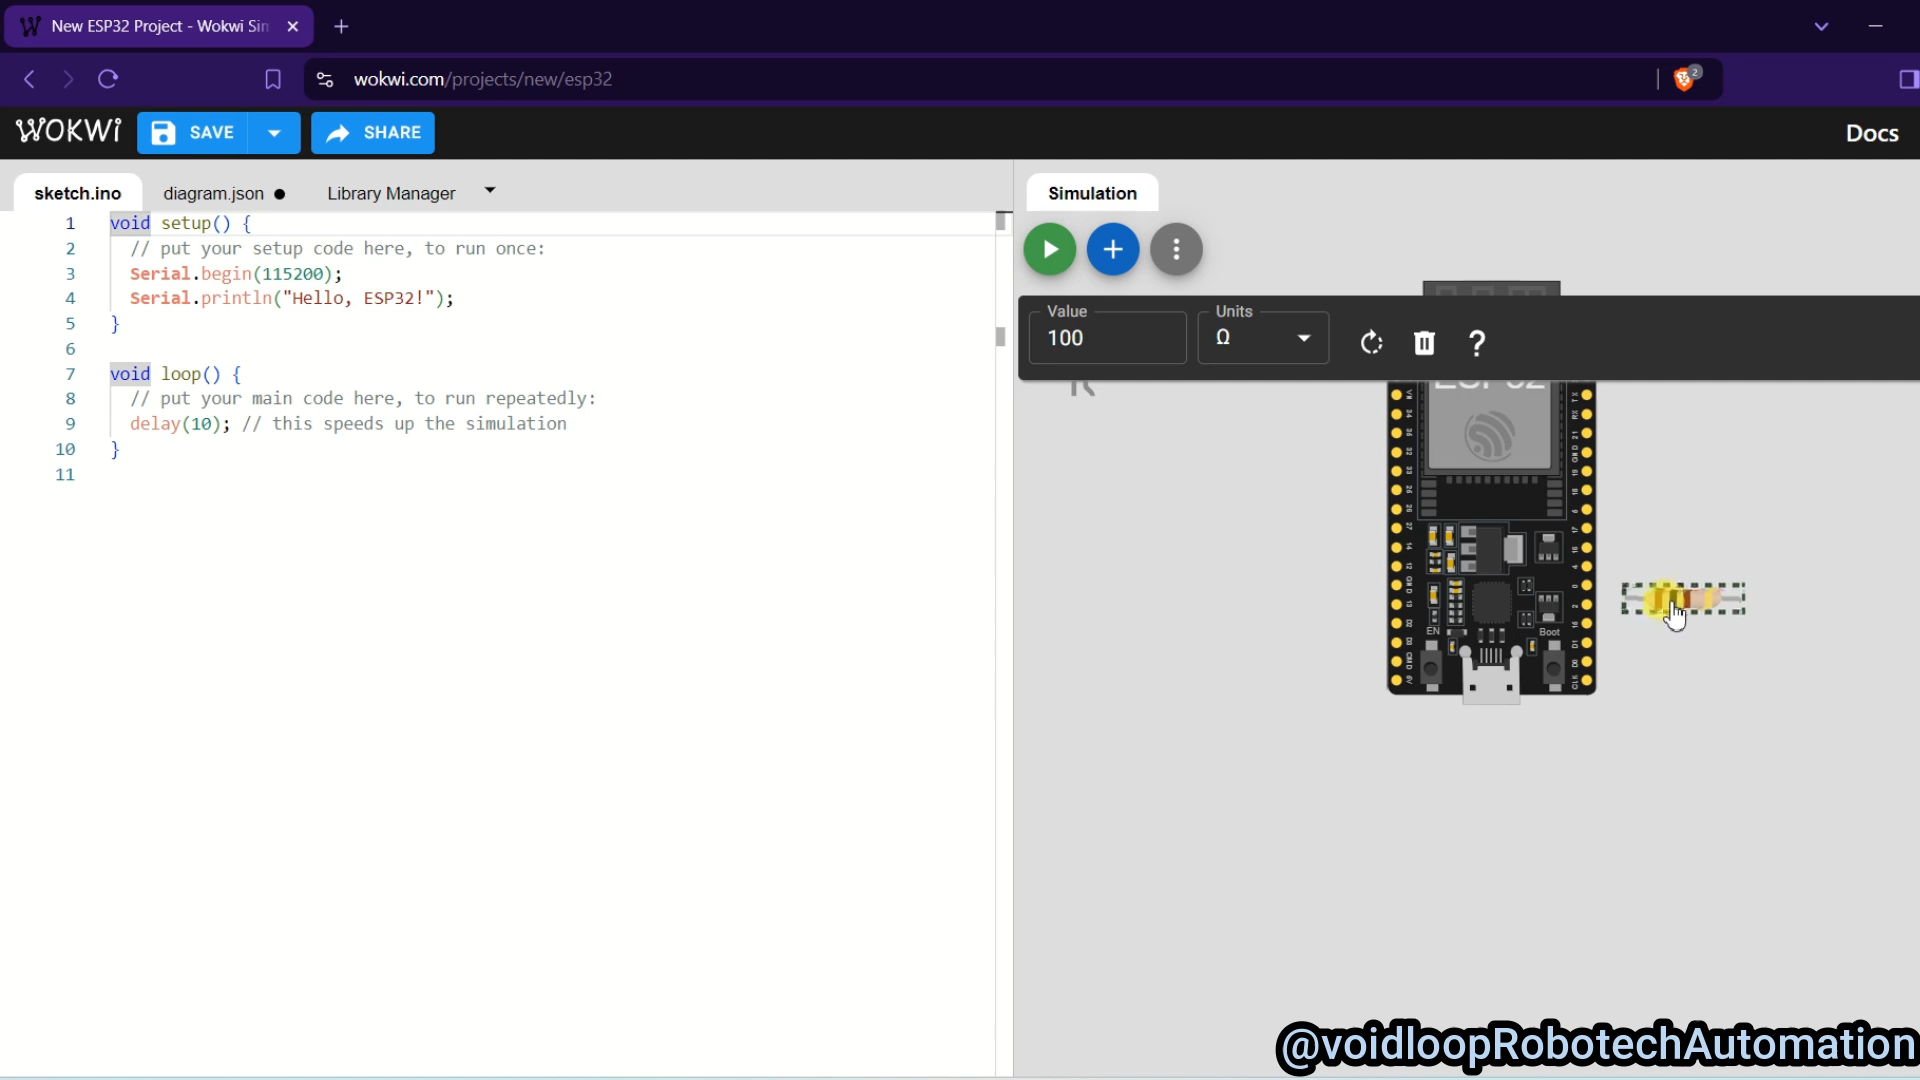 New ESP32 Project - Wokwi Sim
wokwi.com/projects/new/esp32
2
WOKWI
SAVE
SHARE
Docs
sketch.ino
diagram.json
Library Manager
Simulation
1 void setup() {
2 // put your setup code here, to run once:
3 Serial.begin(115200);
4 Serial.println("Hello, ESP32!");
5 }
6
7 void loop() {
8 // put your main code here, to run repeatedly:
9 delay(10); // this speeds up the simulation
10 }
11
Value
100
Units
Ω
?
ESP32
EN
Boot
@voidloopRobotechAutomation